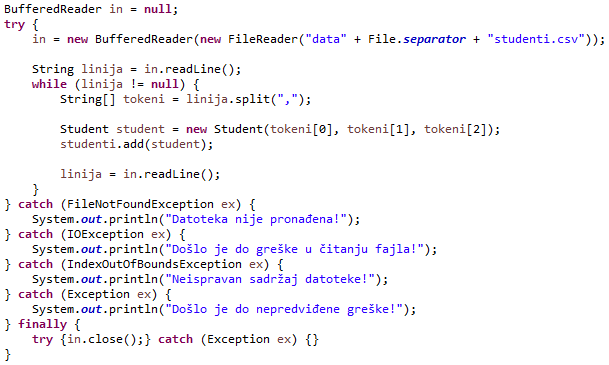 BufferedReader in = null;
try {
    in = new BufferedReader(new FileReader("data" + File.separator + "studenti.csv"));

    String linija = in.readLine();
    while (linija != null) {
        String[] tokeni = linija.split(",");

        Student student = new Student(tokeni[0], tokeni[1], tokeni[2]);
        studenti.add(student);

        linija = in.readLine();
    }
} catch (FileNotFoundException ex) {
    System.out.println("Datoteka nije pronađena!");
} catch (IOException ex) {
    System.out.println("Došlo je do greške u čitanju fajla!");
} catch (IndexOutOfBoundsException ex) {
    System.out.println("Neispravan sadržaj datoteke!");
} catch (Exception ex) {
    System.out.println("Došlo je do nepredviđene greške!");
} finally {
    try {in.close();} catch (Exception ex) {}
}